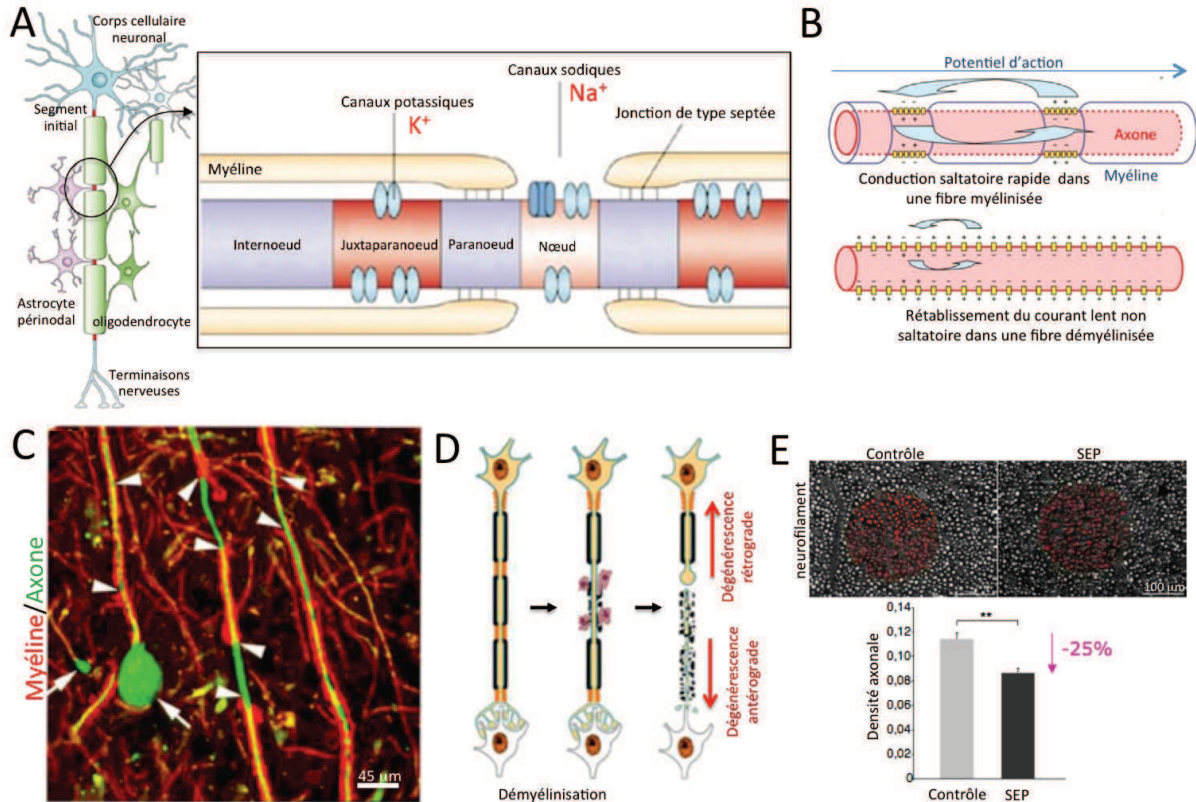 A
Corps cellulaire
neuronal
Segment
initial
Astrocyte
périnodal
oligodendrocyte
Terminaisons
nerveuses
Canaux potassiques
K⁺
Canaux sodiques
Na⁺
Jonction de type septée
Myéline
Internoeud
Juxtaparanoeud
Paranoeud
Nœud
B
Potentiel d'action
Axone
Myéline
Conduction saltatoire rapide dans
une fibre myélinisée
Rétablissement du courant lent non
saltatoire dans une fibre démyélinisée
C
Myéline/Axone
45 µm
D
Dégénérescence
rétrograde
Dégénérescence
antérograde
Démyélinisation
E
Contrôle
SEP
neurofilament
100 µm
Densité axonale
0,14
0,12
0,10
0,08
0,06
0,04
0,02
0
**
-25%
Contrôle
SEP